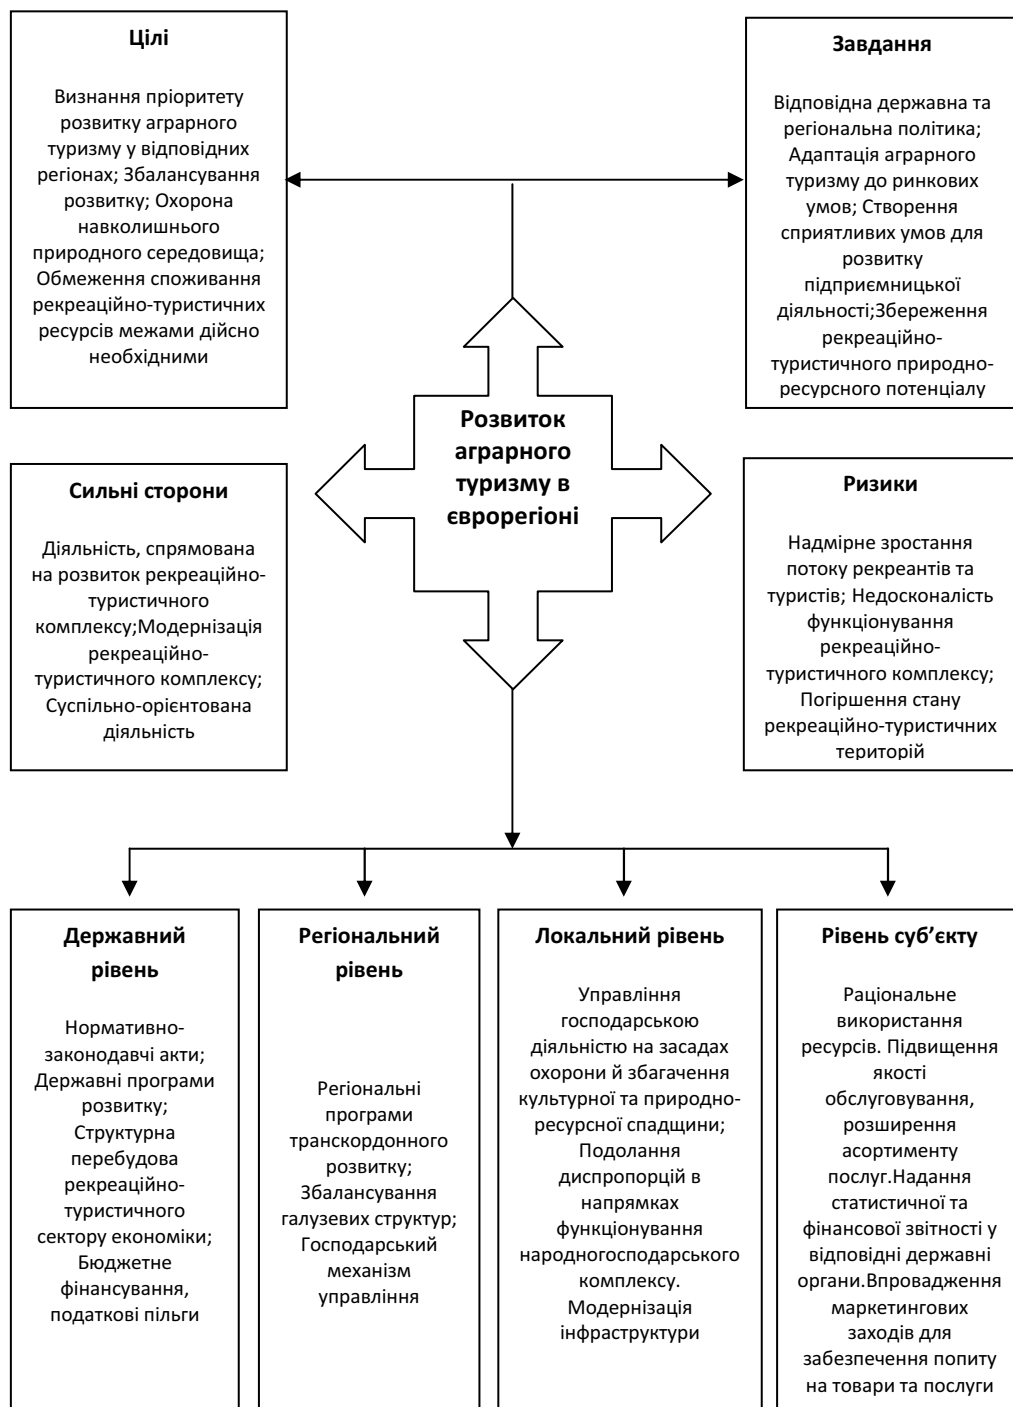 Цілі
Визнання пріоритету
розвитку аграрного
туризму у відповідних
регіонах; Збалансування
розвитку; Охорона
навколишнього
природного середовища;
Обмеження споживання
рекреаційно-туристичних
ресурсів межами дійсно
необхідними
Завдання
Відповідна державна та
регіональна політика;
Адаптація аграрного
туризму до ринкових
умов; Створення
сприятливих умов для
розвитку
підприємницької
діяльності;Збереження
рекреаційно-
туристичного природно-
ресурсного потенціалу
Розвиток
аграрного
туризму в
єврорегіоні
Сильні сторони
Діяльність, спрямована
на розвиток рекреаційно-
туристичного
комплексу;Модернізація
рекреаційно-
туристичного комплексу;
Суспільно-орієнтована
діяльність
Ризики
Надмірне зростання
потоку рекреантів та
туристів; Недосконалість
функціонування
рекреаційно-
туристичного комплексу;
Погіршення стану
рекреаційно-туристичних
територій
Державний
рівень
Нормативно-
законодавчі акти;
Державні програми
розвитку;
Структурна
перебудова
рекреаційно-
туристичного
сектору економіки;
Бюджетне
фінансування,
податкові пільги
Регіональний
рівень
Регіональні
програми
транскордонного
розвитку;
Збалансування
галузевих структур;
Господарський
механізм
управління
Локальний рівень
Управління
господарською
діяльністю на засадах
охорони й збагачення
культурної та природно-
ресурсної спадщини;
Подолання
диспропорцій в
напрямках
функціонування
народногосподарського
комплексу.
Модернізація
інфраструктури
Рівень суб’єкту
Раціональне
використання
ресурсів. Підвищення
якості
обслуговування,
розширення
асортименту
послуг.Надання
статистичної та
фінансової звітності у
відповідні державні
органи.Впровадження
маркетингових
заходів для
забезпечення попиту
на товари та послуги